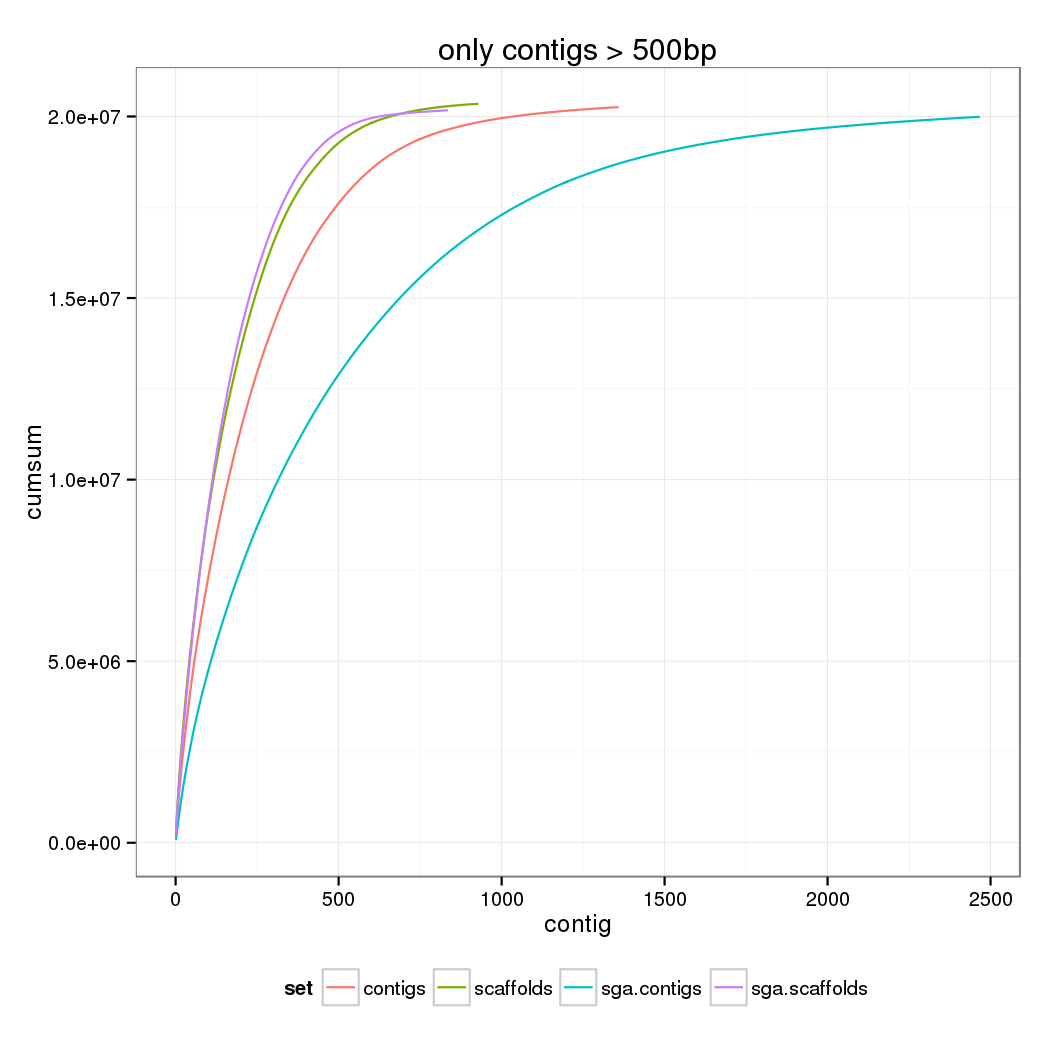 only contigs > 500bp
cumsum
2.0e+07
1.5e+07
1.0e+07
5.0e+06
0.0e+00
0 500 1000 1500 2000 2500
contig
set contigs scaffolds sga.contigs sga.scaffolds